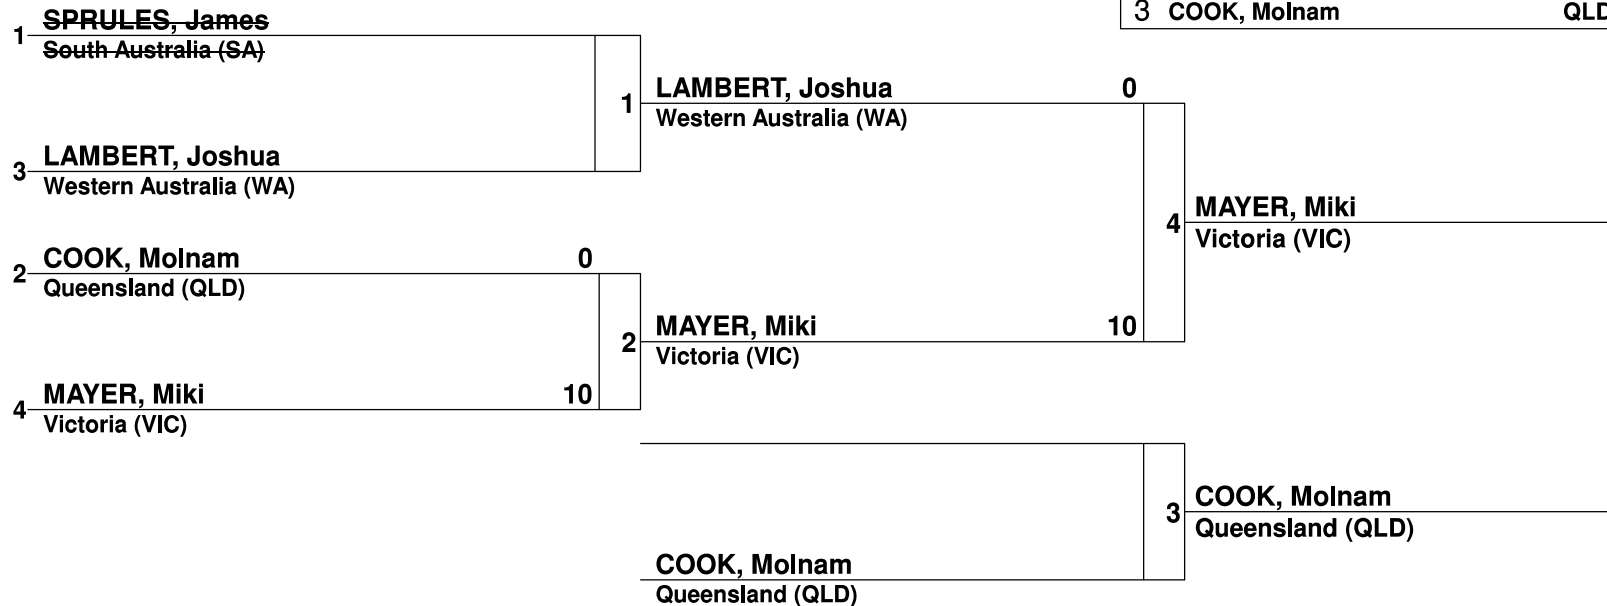 3 COOK, Molnam QLD
1 SPRULES, James
South Australia (SA)
1 LAMBERT, Joshua 0
Western Australia (WA)
3 LAMBERT, Joshua
Western Australia (WA)
4 MAYER, Miki
Victoria (VIC)
2 COOK, Molnam 0
Queensland (QLD)
2 MAYER, Miki 10
Victoria (VIC)
4 MAYER, Miki 10
Victoria (VIC)
3 COOK, Molnam
Queensland (QLD)
COOK, Molnam
Queensland (QLD)